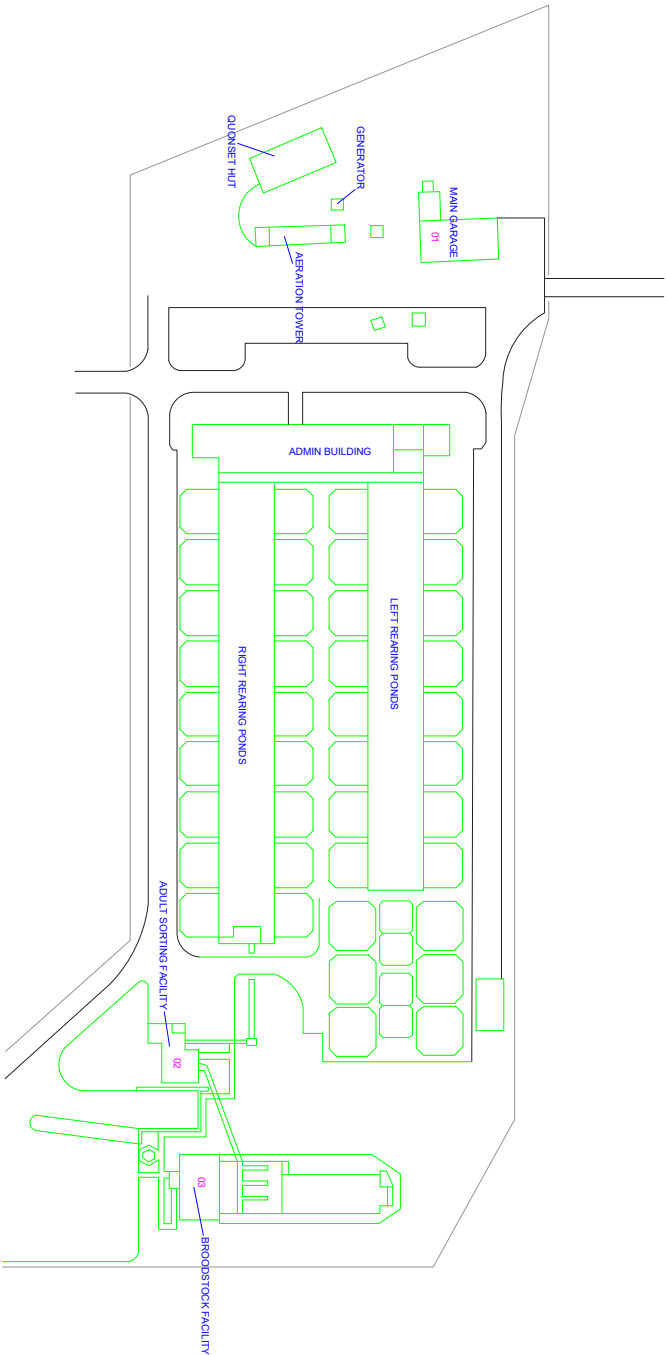 QUONSET HUT
GENERATOR
MAIN GARAGE
01
AERATION TOWER
ADMIN BUILDING
LEFT REARING PONDS
RIGHT REARING PONDS
ADULT SORTING FACILITY
02
03
BROODSTOCK FACILITY